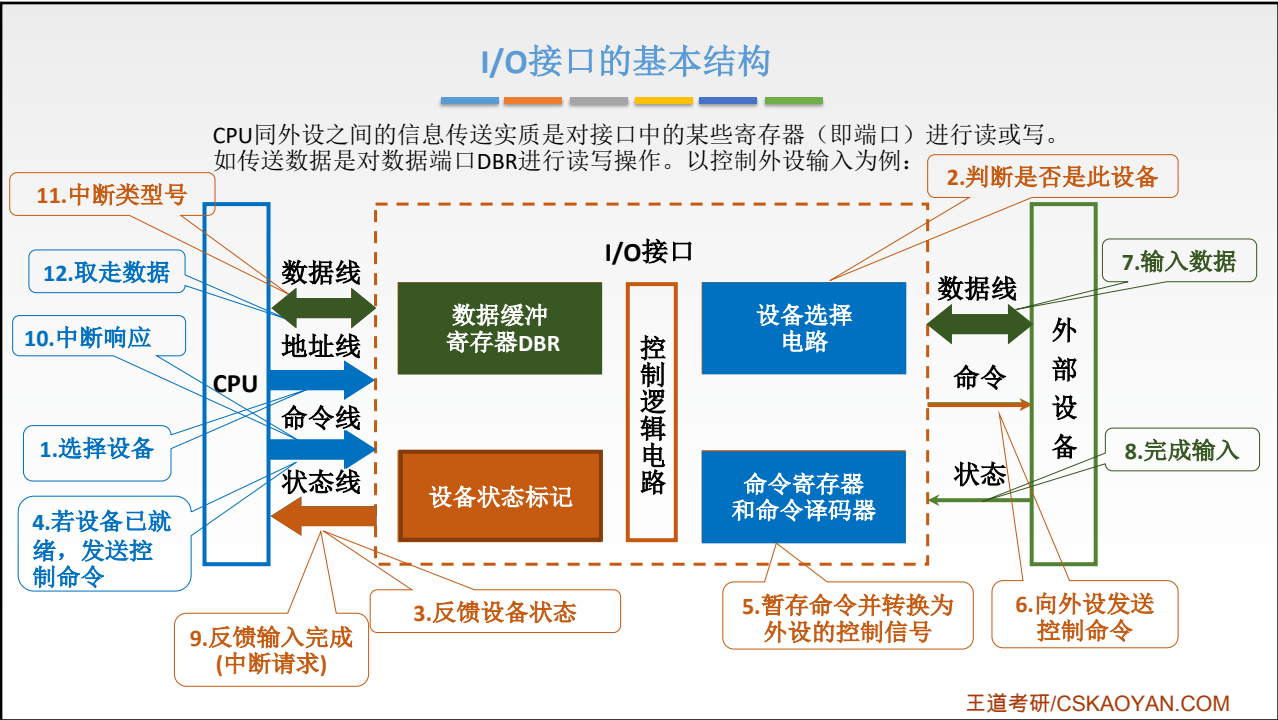 I/O接口的基本结构
CPU同外设之间的信息传送实质是对接口中的某些寄存器（即端口）进行读或写。
如传送数据是对数据端口DBR进行读写操作。以控制外设输入为例：
11.中断类型号
2.判断是否是此设备
I/O接口
12.取走数据
数据线
7.输入数据
数据线
数据缓冲
寄存器DBR
设备选择
电路
10.中断响应
地址线
控制逻辑电路
外部设备
CPU
命令
命令线
1.选择设备
8.完成输入
状态线
状态
设备状态标记
命令寄存器
和命令译码器
4.若设备已就
绪，发送控
制命令
3.反馈设备状态
5.暂存命令并转换为
外设的控制信号
6.向外设发送
控制命令
9.反馈输入完成
(中断请求)
王道考研/CSKAOYAN.COM